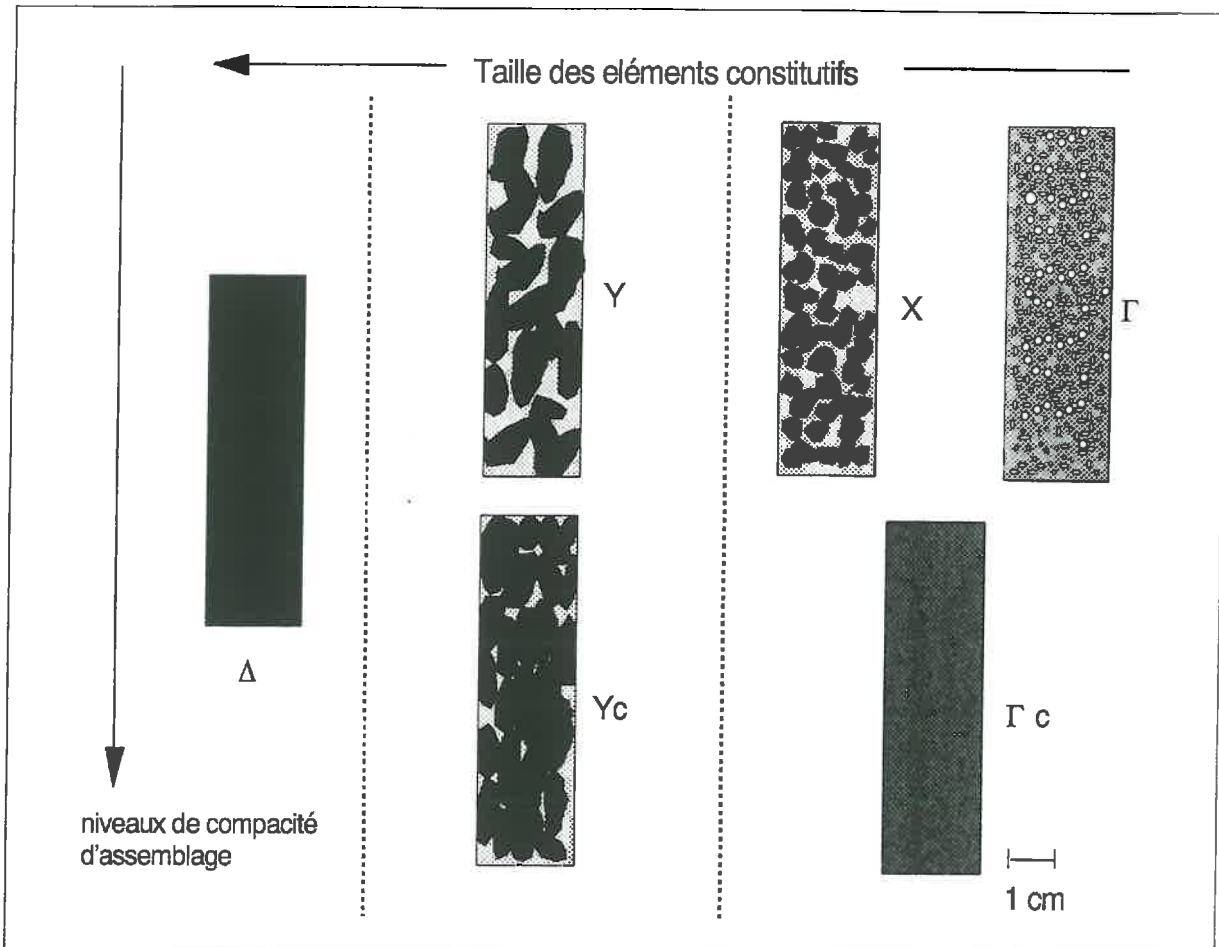 Taille des eléments constitutifs
Y
X
Γ
Δ
Yc
Γ c
niveaux de compacité
d'assemblage
1 cm